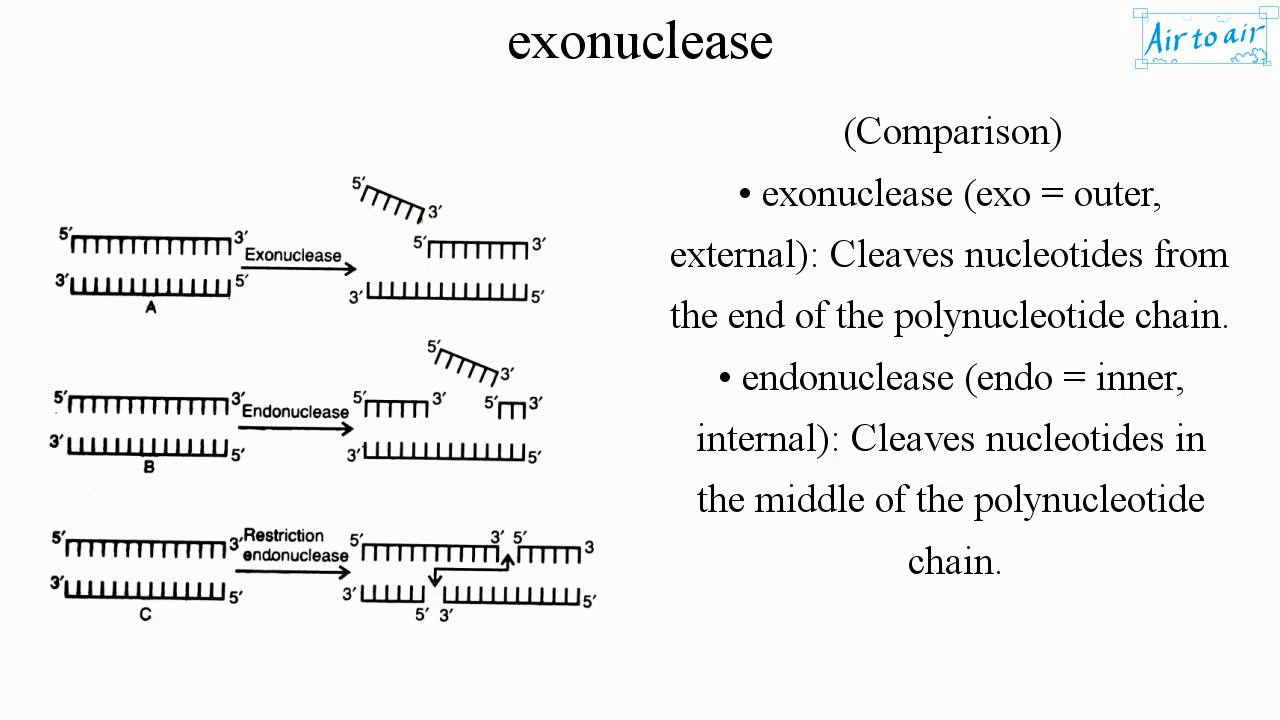 exonuclease
Air to air
(Comparison)
• exonuclease (exo = outer,
external): Cleaves nucleotides from
the end of the polynucleotide chain.
• endonuclease (endo = inner,
internal): Cleaves nucleotides in
the middle of the polynucleotide
chain.
5′ 3′
5′ 3′ Exonuclease 5′ 3′
3′ 5′ 3′ 5′
A
5′ 3′
5′ 3′ Endonuclease 5′ 3′ 5′ 3′
3′ 5′ 3′ 5′
B
5′ 3′ Restriction 5′ 3′ 5′ 3
endonuclease
3′ 5′ 3′ 5′
C 5′ 3′